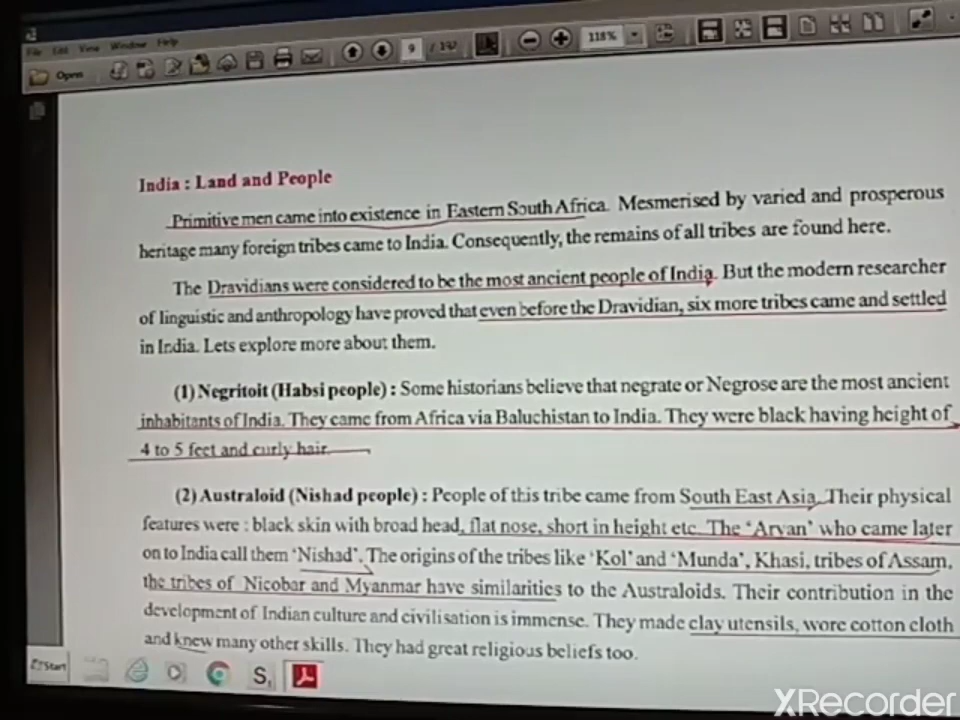 File Edit View Window Help
Open 9 / 118%
India : Land and People
Primitive men came into existence in Eastern South Africa. Mesmerised by varied and prosperous
heritage many foreign tribes came to India. Consequently, the remains of all tribes are found here.
The Dravidians were considered to be the most ancient people of India. But the modern researcher
of linguistic and anthropology have proved that even before the Dravidian, six more tribes came and settled
in India. Lets explore more about them.
(1) Negritoit (Habsi people) : Some historians believe that negrate or Negrose are the most ancient
inhabitants of India. They came from Africa via Baluchistan to India. They were black having height of
4 to 5 feet and curly hair.
(2) Australoid (Nishad people) : People of this tribe came from South East Asia. Their physical
features were : black skin with broad head, flat nose, short in height etc. The ‘Aryan’ who came later
on to India call them ‘Nishad’. The origins of the tribes like ‘Kol’ and ‘Munda’, Khasi, tribes of Assam,
the tribes of Nicobar and Myanmar have similarities to the Australoids. Their contribution in the
development of Indian culture and civilisation is immense. They made clay utensils, wore cotton cloth
and knew many other skills. They had great religious beliefs too.
Start
XRecorder